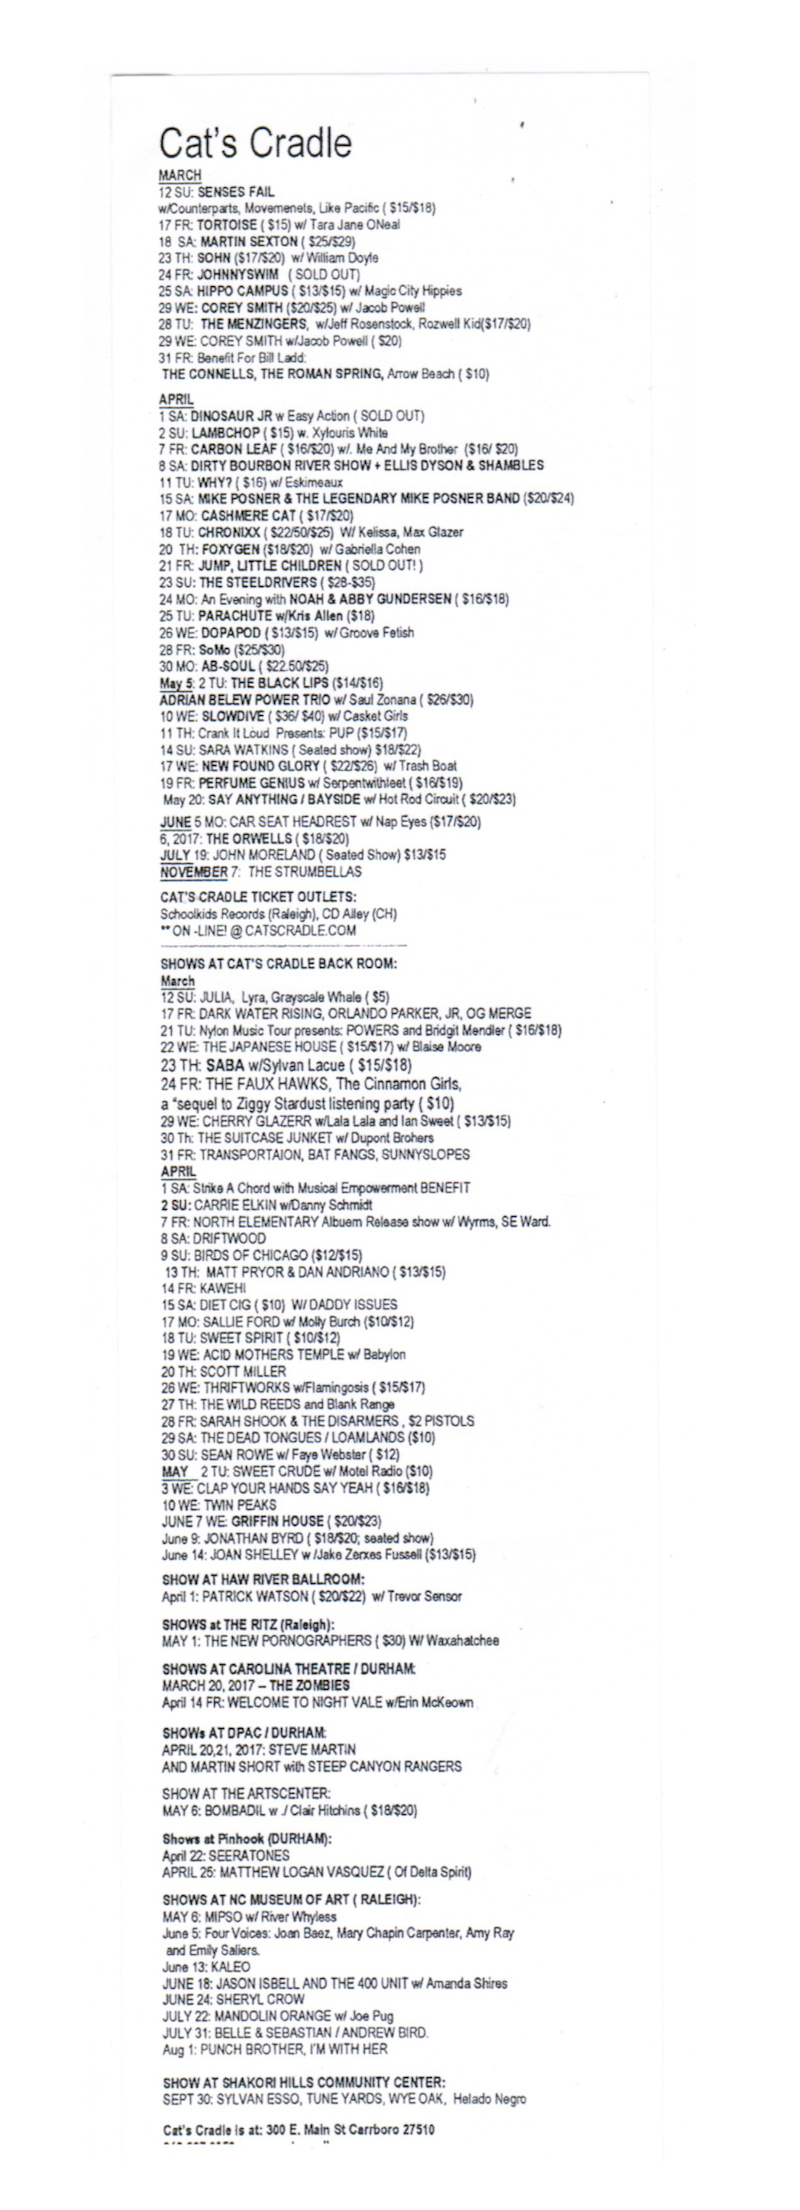 Cat's Cradle
MARCH
12 SU: SENSES FAIL
w/Counterparts, Movemenets, Like Pacific ( $15/$18)
17 FR: TORTOISE ( $15) w/ Tara Jane ONeal
18 SA: MARTIN SEXTON ( $25/$29)
23 TH: SOHN ($17/$20) w/ William Doyle
24 FR: JOHNNYSWIM ( SOLD OUT)
25 SA: HIPPO CAMPUS ( $13/$15) w/ Magic City Hippies
29 WE: COREY SMITH ($20/$25) w/ Jacob Powell
28 TU: THE MENZINGERS, w/Jeff Rosenstock, Rozwell Kid($17/$20)
29 WE: COREY SMITH w/Jacob Powell ( $20)
31 FR: Benefit For Bill Ladd:
THE CONNELLS, THE ROMAN SPRING, Arrow Beach ( $10)
APRIL
1 SA: DINOSAUR JR w Easy Action ( SOLD OUT)
2 SU: LAMBCHOP ( $15) w. Xylouris White
7 FR: CARBON LEAF ( $16/$20) w/. Me And My Brother ($16/ $20)
8 SA: DIRTY BOURBON RIVER SHOW + ELLIS DYSON & SHAMBLES
11 TU: WHY? ( $16) w/ Eskimeaux
15 SA: MIKE POSNER & THE LEGENDARY MIKE POSNER BAND ($20/$24)
17 MO: CASHMERE CAT ( $17/$20)
18 TU: CHRONIXX ( $22/50/$25) W/ Kelissa, Max Glazer
20 TH: FOXYGEN ($18/$20) w/ Gabriella Cohen
21 FR: JUMP, LITTLE CHILDREN ( SOLD OUT! )
23 SU: THE STEELDRIVERS ( $28-$35)
24 MO: An Evening with NOAH & ABBY GUNDERSEN ( $16/$18)
25 TU: PARACHUTE w/Kris Allen ($18)
26 WE: DOPAPOD ( $13/$15) w/ Groove Fetish
28 FR: SoMo ($25/$30)
30 MO: AB-SOUL ( $22.50/$25)
May 5: 2 TU: THE BLACK LIPS ($14/$16)
ADRIAN BELEW POWER TRIO w/ Saul Zonana ( $26/$30)
10 WE: SLOWDIVE ( $36/ $40) w/ Casket Girls
11 TH: Crank It Loud Presents: PUP ($15/$17)
14 SU: SARA WATKINS ( Seated show) $18/$22)
17 WE: NEW FOUND GLORY ( $22/$26) w/ Trash Boat
19 FR: PERFUME GENIUS w/ Serpentwithfeet ( $16/$19)
May 20: SAY ANYTHING / BAYSIDE w/ Hot Rod Circuit ( $20/$23)
JUNE 5 MO: CAR SEAT HEADREST w/ Nap Eyes ($17/$20)
6, 2017: THE ORWELLS ( $18/$20)
JULY 19: JOHN MORELAND ( Seated Show) $13/$15
NOVEMBER 7: THE STRUMBELLAS
CAT'S CRADLE TICKET OUTLETS:
Schoolkids Records (Raleigh), CD Alley (CH)
** ON -LINE! @ CATSCRADLE.COM
SHOWS AT CAT'S CRADLE BACK ROOM:
March
12 SU: JULIA, Lyra, Grayscale Whale ( $5)
17 FR: DARK WATER RISING, ORLANDO PARKER, JR, OG MERGE
21 TU: Nylon Music Tour presents: POWERS and Bridgit Mendler ( $16/$18)
22 WE: THE JAPANESE HOUSE ( $15/$17) w/ Blaise Moore
23 TH: SABA w/Sylvan Lacue ( $15/$18)
24 FR: THE FAUX HAWKS, The Cinnamon Girls,
a "sequel to Ziggy Stardust listening party ( $10)
29 WE: CHERRY GLAZERR w/Lala Lala and Ian Sweet ( $13/$15)
30 Th: THE SUITCASE JUNKET w/ Dupont Brohers
31 FR: TRANSPORTAION, BAT FANGS, SUNNYSLOPES
APRIL
1 SA: Strike A Chord with Musical Empowerment BENEFIT
2 SU: CARRIE ELKIN w/Danny Schmidt
7 FR: NORTH ELEMENTARY Albuem Release show w/ Wyrms, SE Ward.
8 SA: DRIFTWOOD
9 SU: BIRDS OF CHICAGO ($12/$15)
13 TH: MATT PRYOR & DAN ANDRIANO ( $13/$15)
14 FR: KAWEHI
15 SA: DIET CIG ( $10) W/ DADDY ISSUES
17 MO: SALLIE FORD w/ Molly Burch ($10/$12)
18 TU: SWEET SPIRIT ( $10/$12)
19 WE: ACID MOTHERS TEMPLE w/ Babylon
20 TH: SCOTT MILLER
26 WE: THRIFTWORKS w/Flamingosis ( $15/$17)
27 TH: THE WILD REEDS and Blank Range
28 FR: SARAH SHOOK & THE DISARMERS , $2 PISTOLS
29 SA: THE DEAD TONGUES / LOAMLANDS ($10)
30 SU: SEAN ROWE w/ Faye Webster ( $12)
MAY 2 TU: SWEET CRUDE w/ Motel Radio ($10)
3 WE: CLAP YOUR HANDS SAY YEAH ( $16/$18)
10 WE: TWIN PEAKS
JUNE 7 WE: GRIFFIN HOUSE ( $20/$23)
June 9: JONATHAN BYRD ( $18/$20; seated show)
June 14: JOAN SHELLEY w /Jake Zerxes Fussell ($13/$15)
SHOW AT HAW RIVER BALLROOM:
April 1: PATRICK WATSON ( $20/$22) w/ Trevor Sensor
SHOWS at THE RITZ (Raleigh):
MAY 1: THE NEW PORNOGRAPHERS ( $30) W/ Waxahatchee
SHOWS AT CAROLINA THEATRE / DURHAM:
MARCH 20, 2017 – THE ZOMBIES
April 14 FR: WELCOME TO NIGHT VALE w/Erin McKeown
SHOWs AT DPAC / DURHAM:
APRIL 20,21, 2017: STEVE MARTIN
AND MARTIN SHORT with STEEP CANYON RANGERS
SHOW AT THE ARTSCENTER:
MAY 6: BOMBADIL w ./ Clair Hitchins ( $18/$20)
Shows at Pinhook (DURHAM):
April 22: SEERATONES
APRIL 25: MATTHEW LOGAN VASQUEZ ( Of Delta Spirit)
SHOWS AT NC MUSEUM OF ART ( RALEIGH):
MAY 6: MIPSO w/ River Whyless
June 5: Four Voices: Joan Baez, Mary Chapin Carpenter, Amy Ray
and Emily Saliers.
June 13: KALEO
JUNE 18: JASON ISBELL AND THE 400 UNIT w/ Amanda Shires
JUNE 24: SHERYL CROW
JULY 22: MANDOLIN ORANGE w/ Joe Pug
JULY 31: BELLE & SEBASTIAN / ANDREW BIRD.
Aug 1: PUNCH BROTHER, I'M WITH HER
SHOW AT SHAKORI HILLS COMMUNITY CENTER:
SEPT 30: SYLVAN ESSO, TUNE YARDS, WYE OAK, Helado Negro
Cat's Cradle is at: 300 E. Main St Carrboro 27510